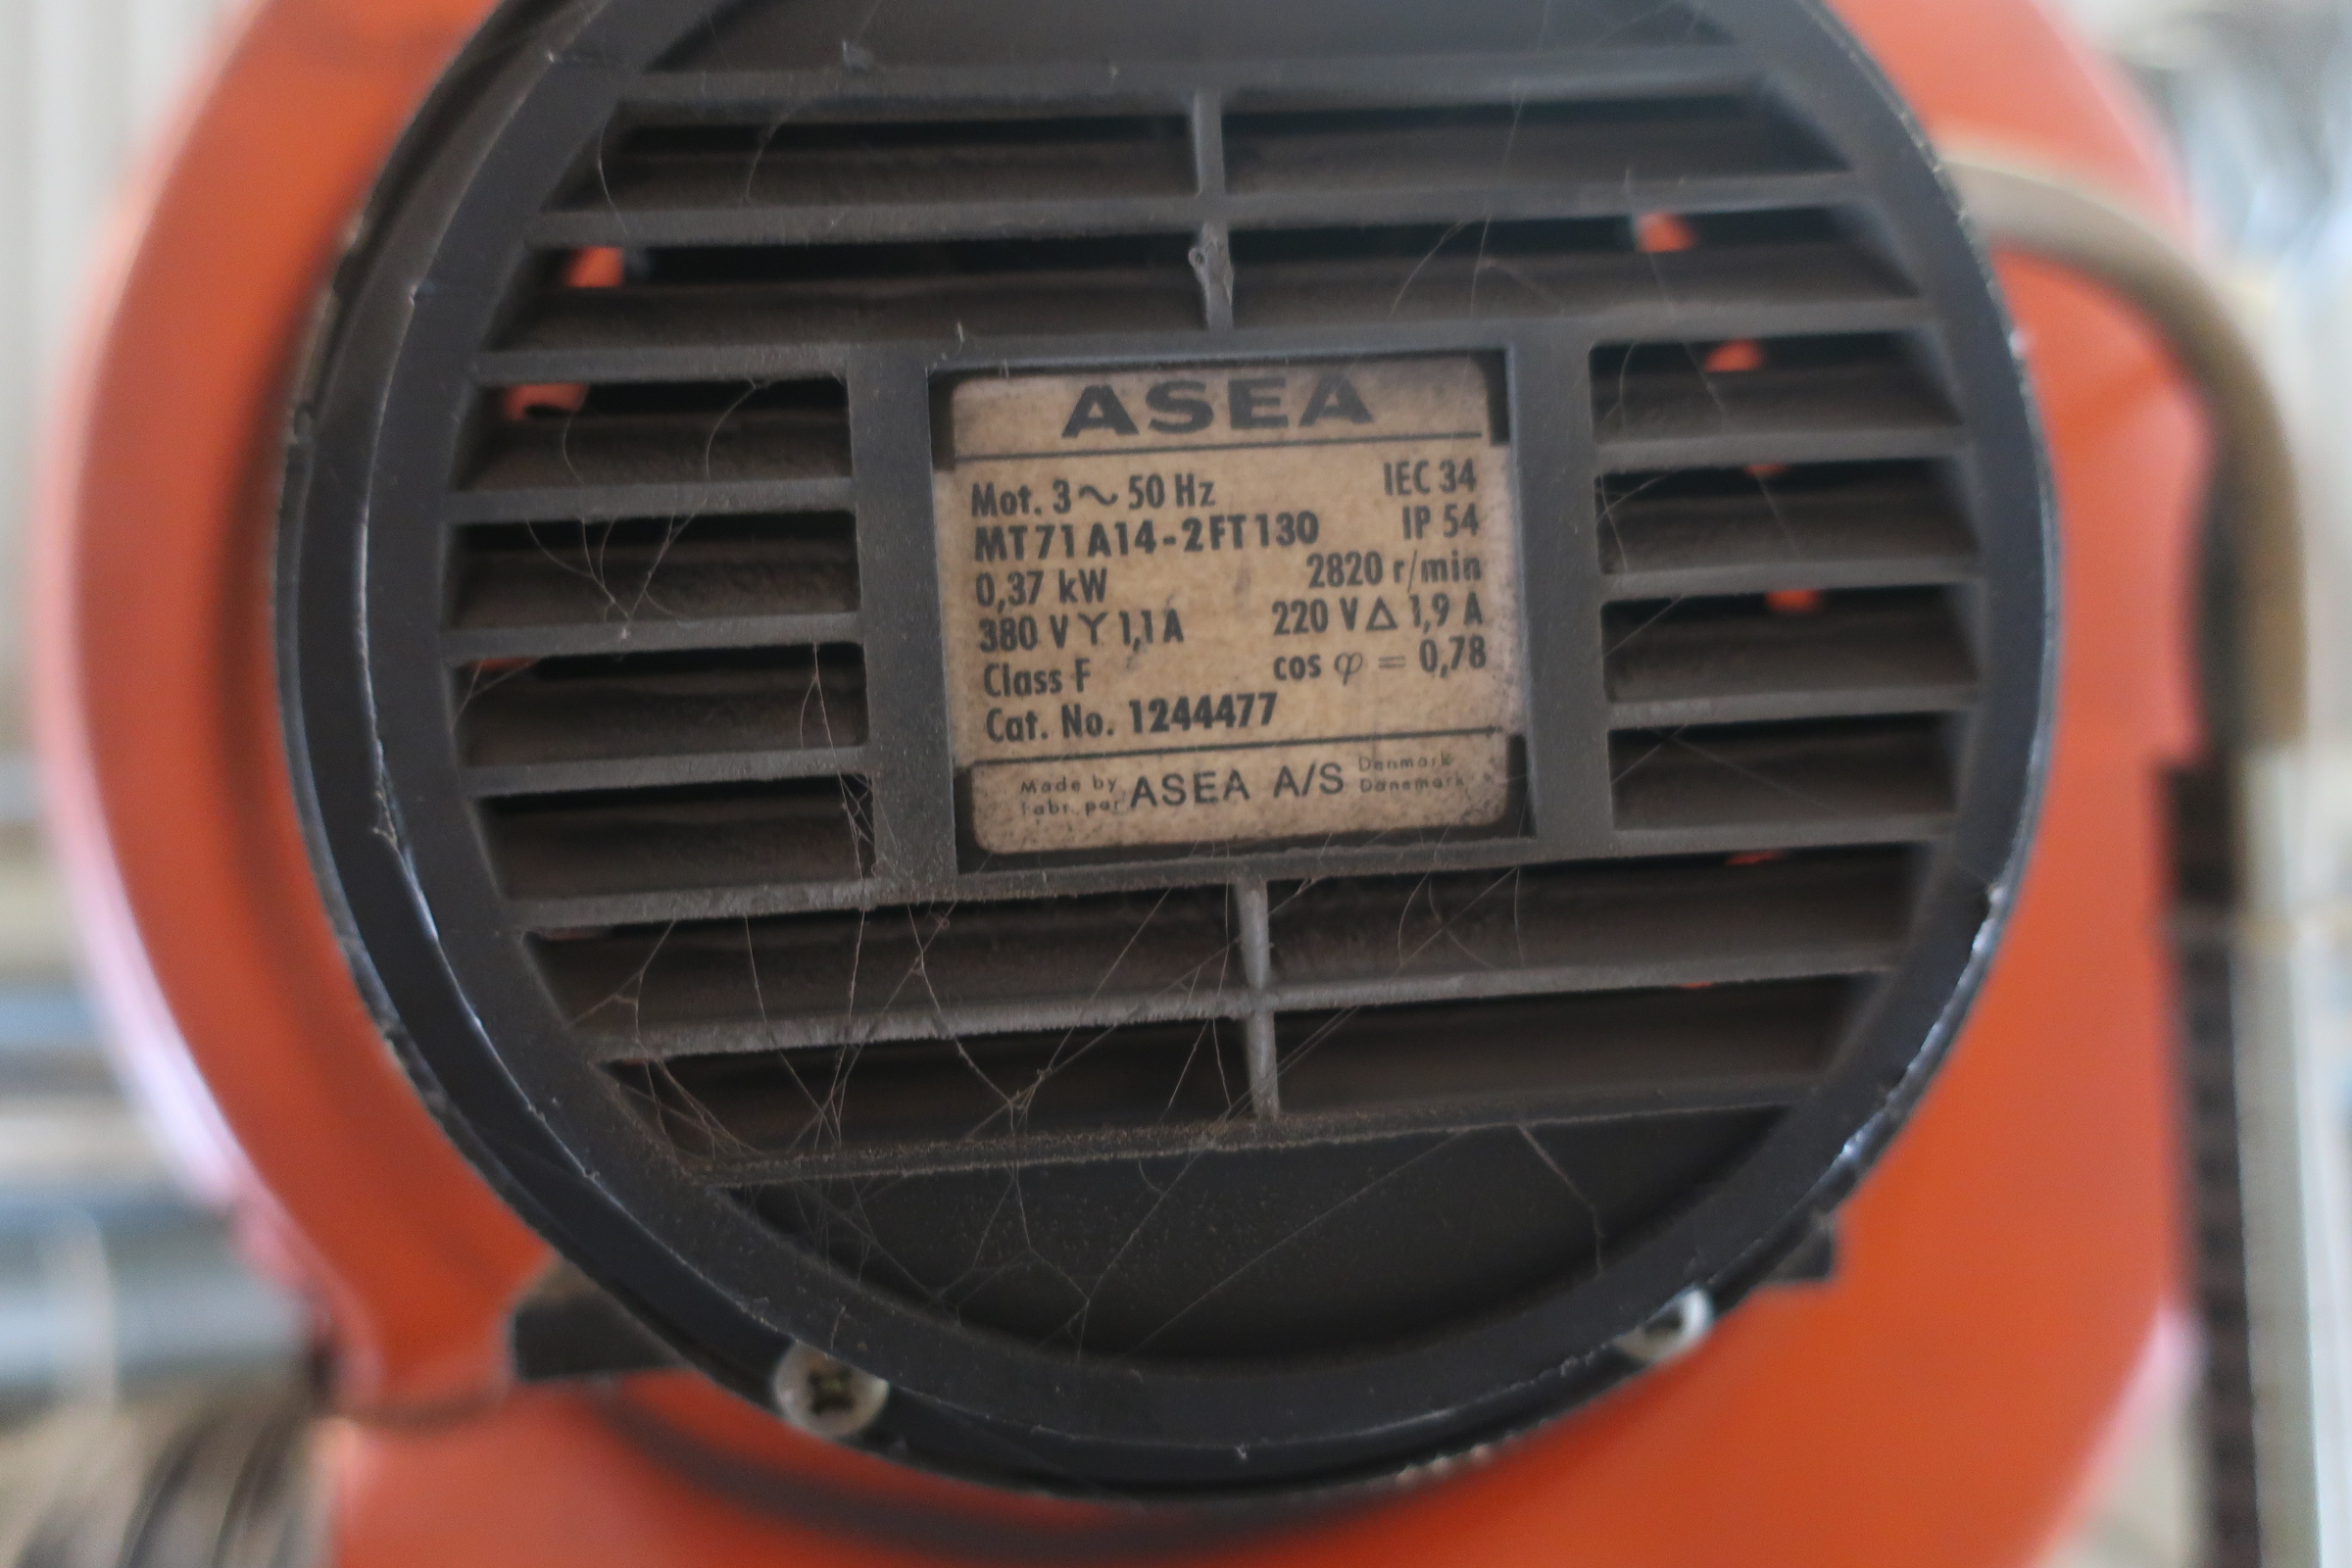 ASEA
Mot. 3 ~ 50 Hz IEC 34
MT71A14-2FT130 IP 54
0,37 kW 2820 r/min
380 V Y 1,1 A 220 V Δ 1,9 A
Class F cos φ = 0,78
Cat. No. 1244477
Made by ASEA A/S Denmark
Fabr. par Danemark